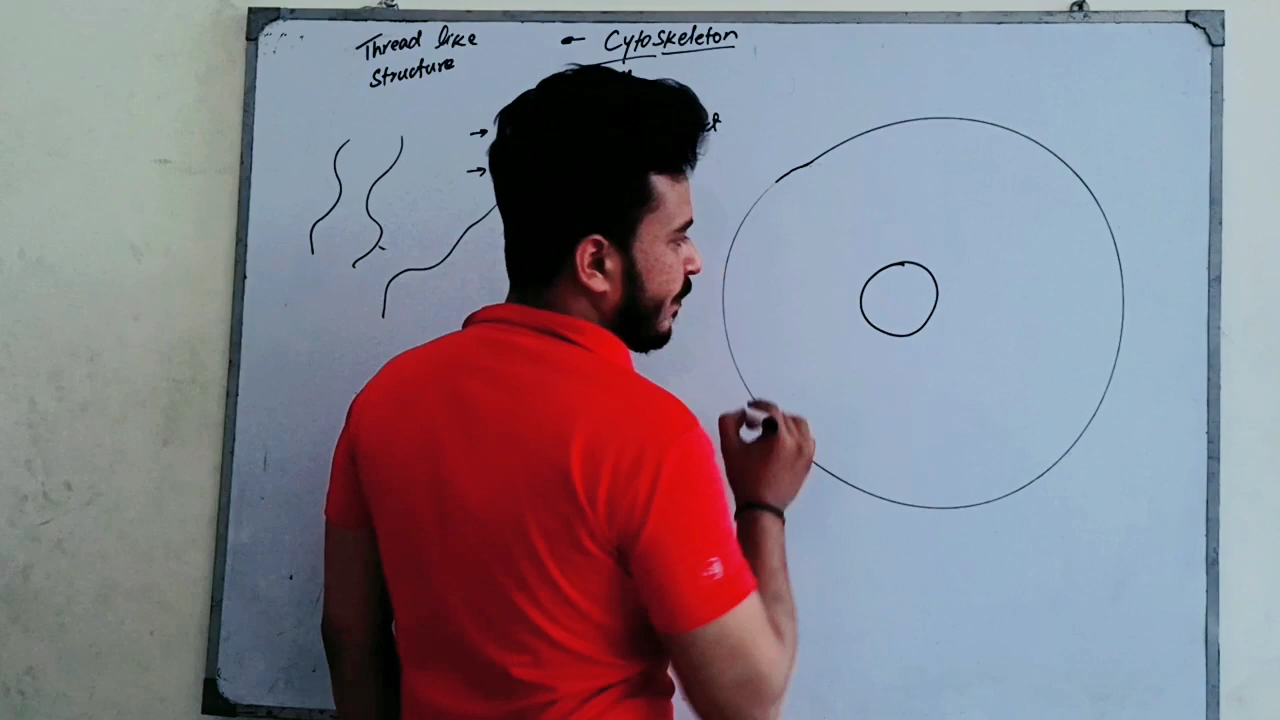 Thread like
structure
- Cytoskeleton
→
→